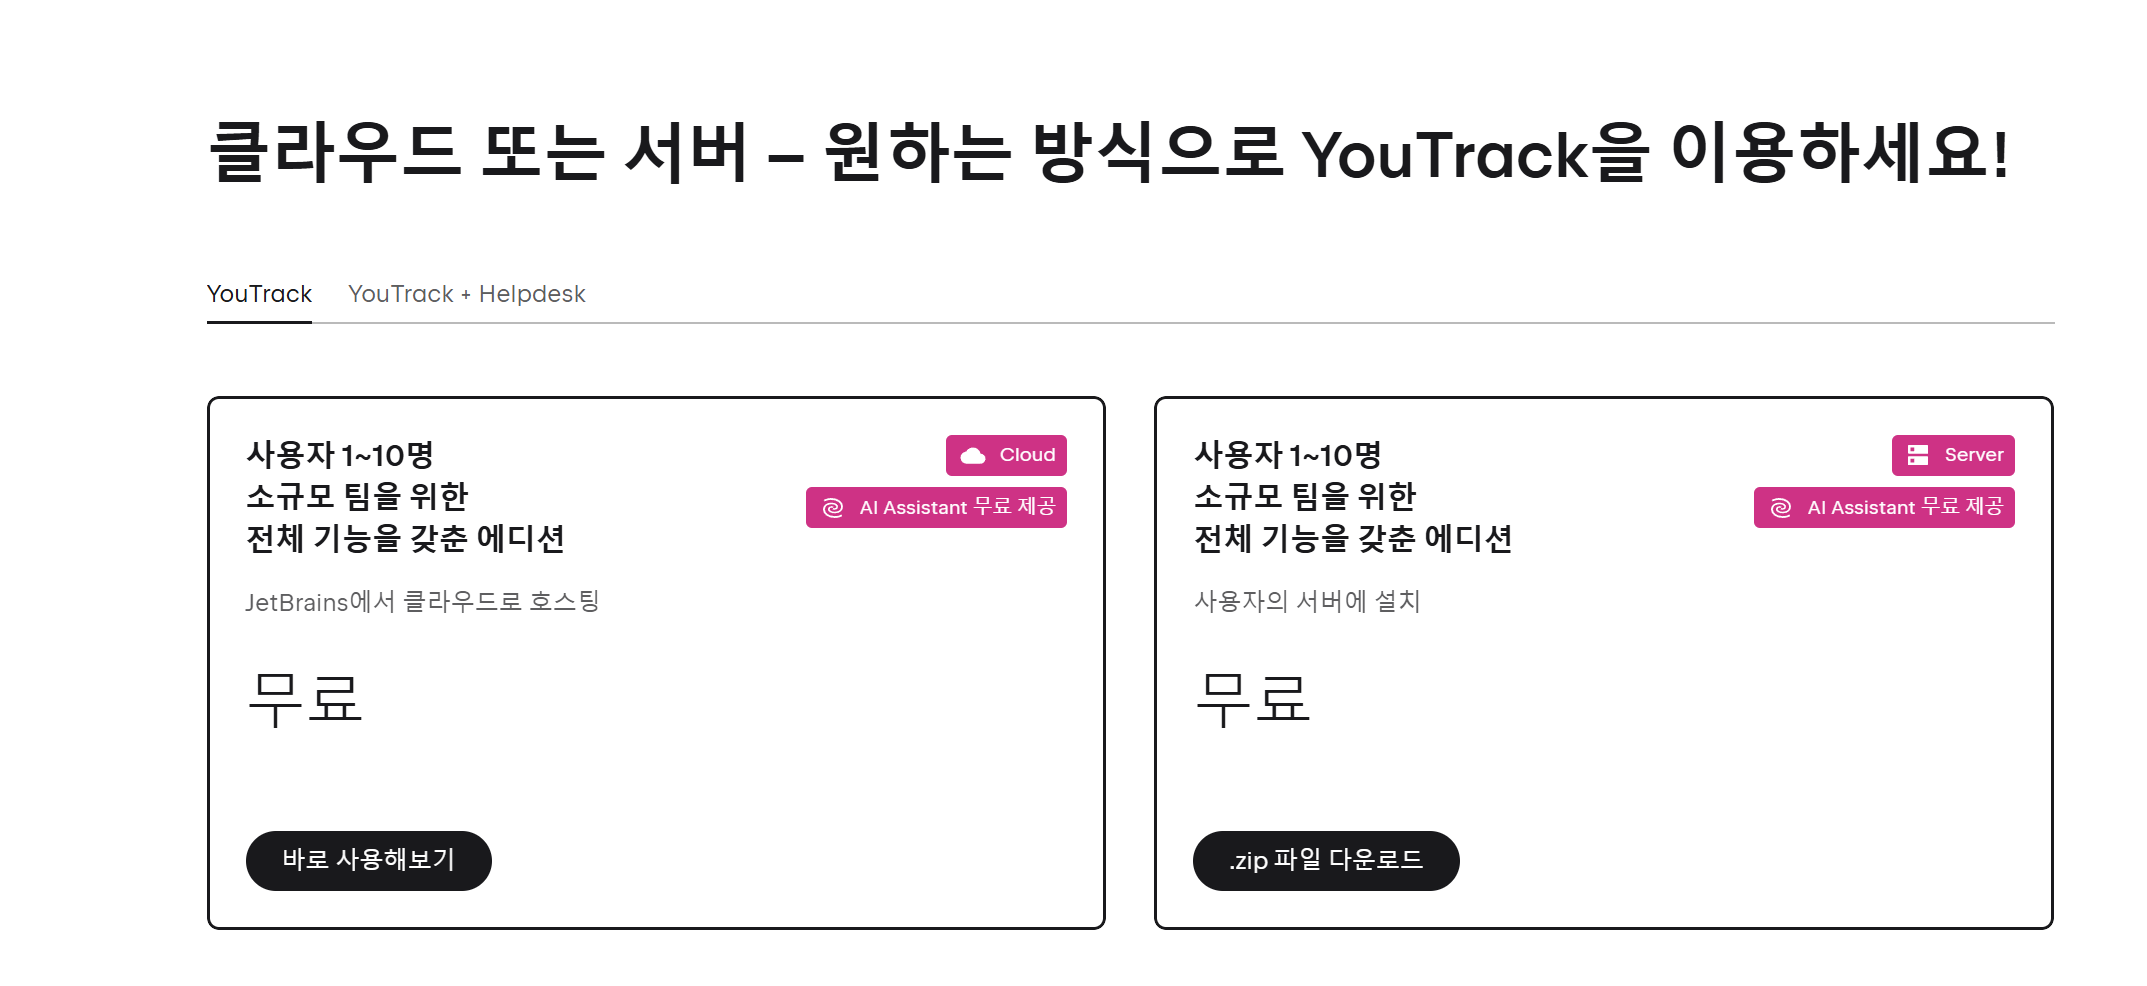 클라우드 또는 서버 – 원하는 방식으로 YouTrack을 이용하세요!
YouTrack
YouTrack + Helpdesk
사용자 1~10명
소규모 팀을 위한
전체 기능을 갖춘 에디션
Cloud
AI Assistant 무료 제공
JetBrains에서 클라우드로 호스팅
무료
바로 사용해보기
사용자 1~10명
소규모 팀을 위한
전체 기능을 갖춘 에디션
Server
AI Assistant 무료 제공
사용자의 서버에 설치
무료
.zip 파일 다운로드